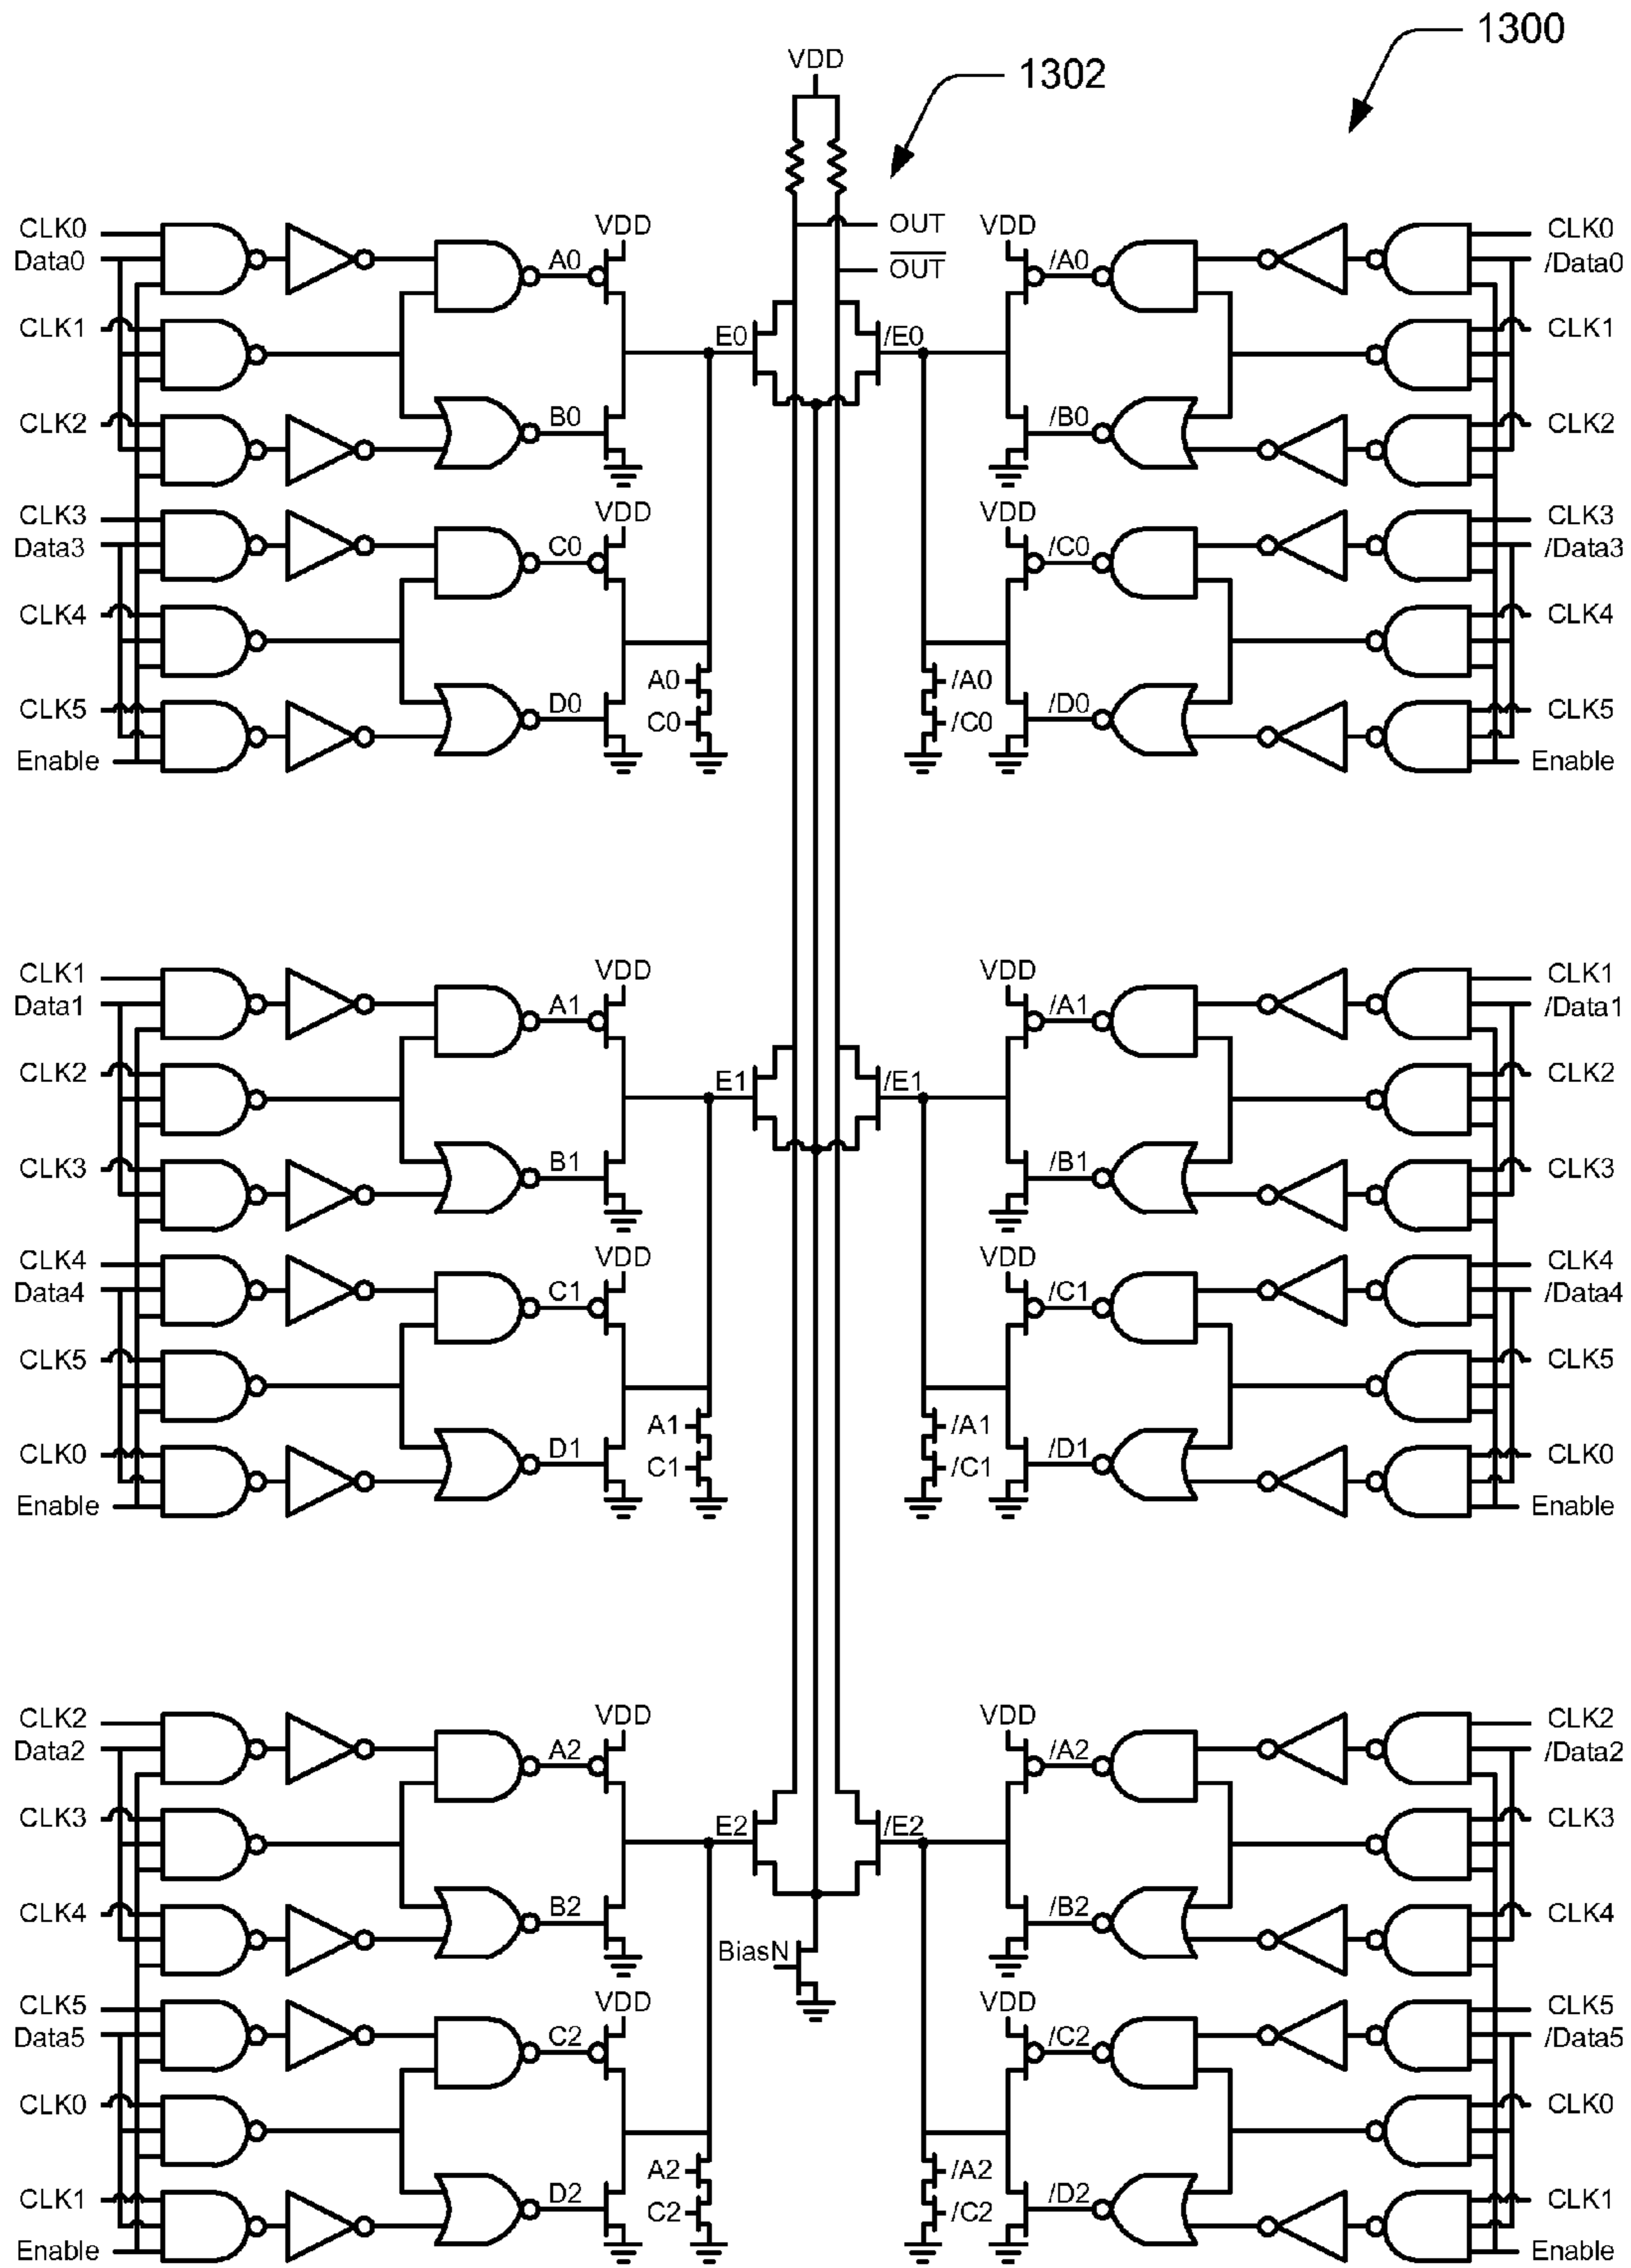 1300
VDD
1302
CLK0 VDD OUT VDD CLK0
Data0 A0 OUT /A0 /Data0
CLK1 E0 /E0 CLK1
CLK2 B0 /B0 CLK2
CLK3 VDD VDD CLK3
Data3 C0 /C0 /Data3
CLK4 CLK4
A0 /A0
CLK5 D0 C0 /C0 /D0 CLK5
Enable Enable
CLK1 VDD VDD CLK1
Data1 A1 /A1 /Data1
CLK2 E1 /E1 CLK2
CLK3 B1 /B1 CLK3
CLK4 VDD VDD CLK4
Data4 C1 /C1 /Data4
CLK5 CLK5
A1 /A1
CLK0 D1 C1 /C1 /D1 CLK0
Enable Enable
CLK2 VDD VDD CLK2
Data2 A2 /A2 /Data2
CLK3 E2 /E2 CLK3
CLK4 B2 /B2 CLK4
BiasN
CLK5 VDD VDD CLK5
Data5 C2 /C2 /Data5
CLK0 CLK0
A2 /A2
CLK1 D2 C2 /C2 /D2 CLK1
Enable Enable